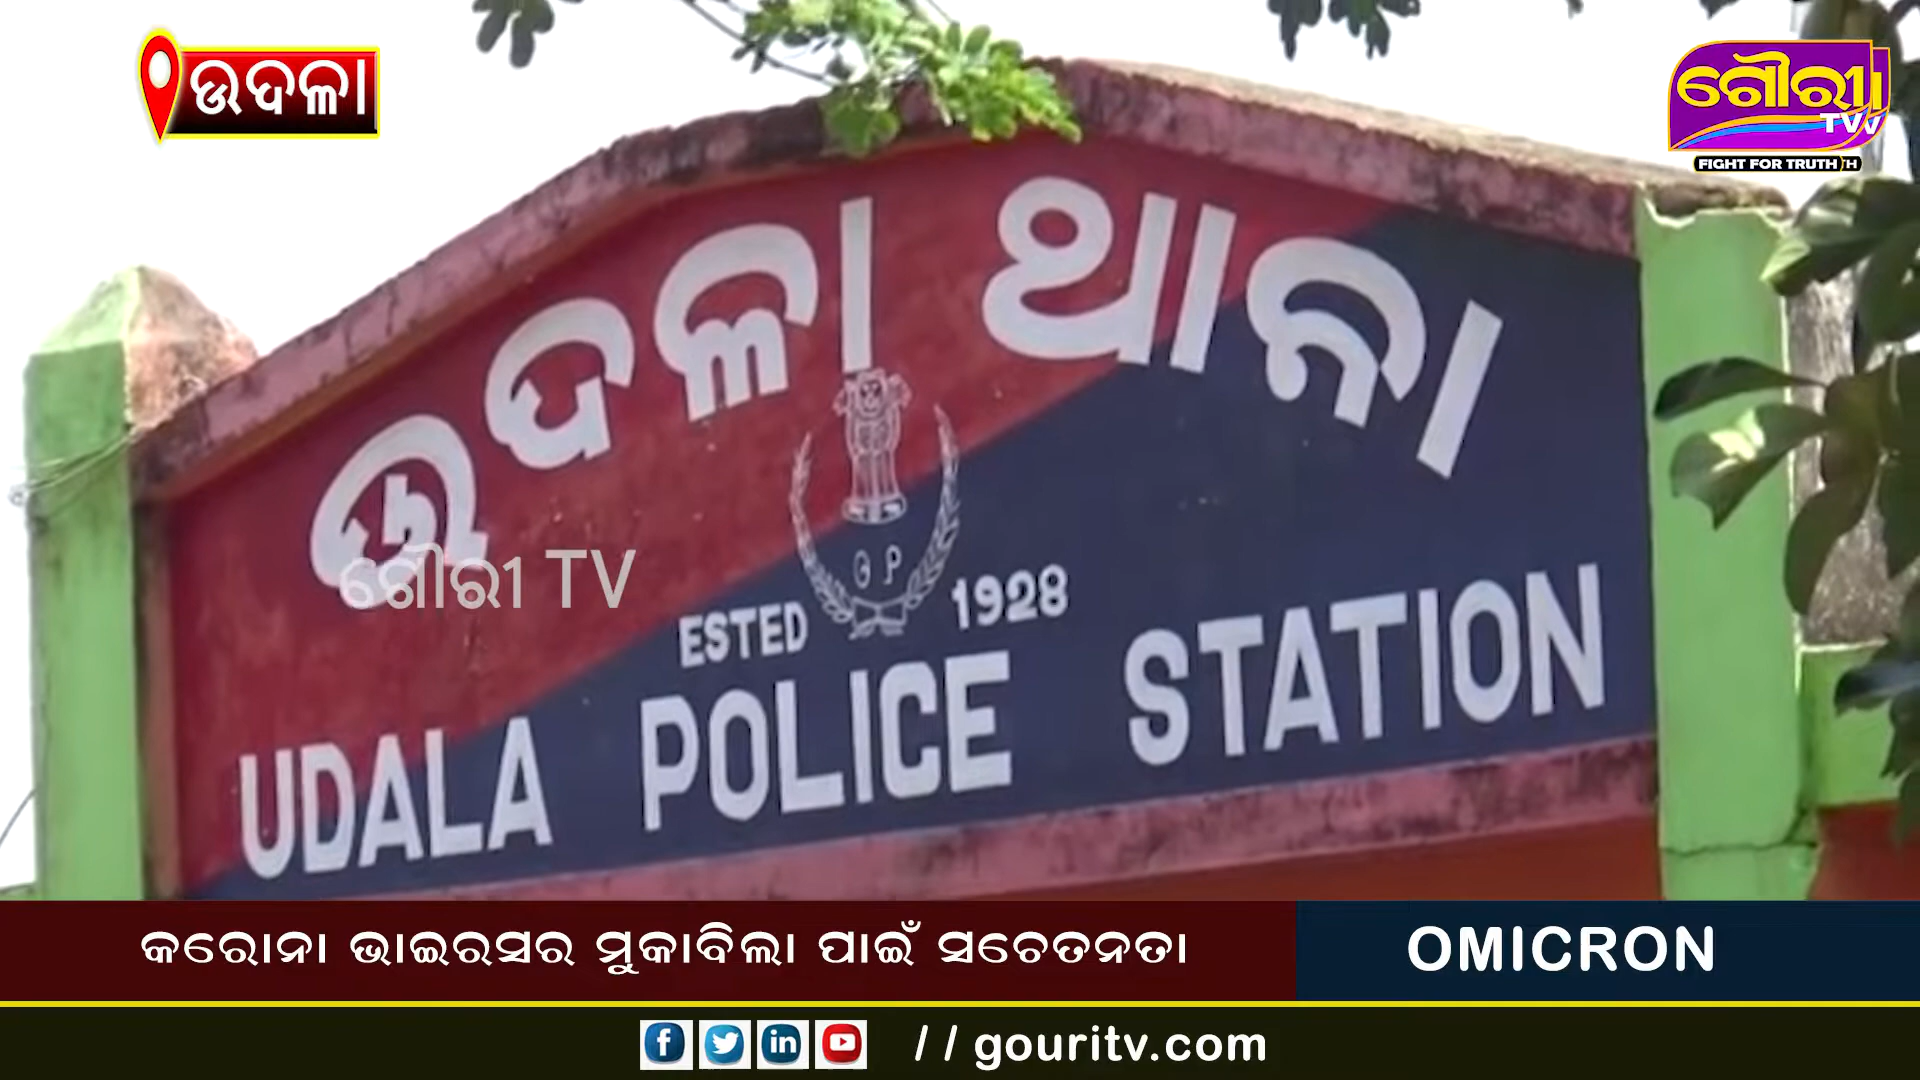 ଉଦଳା
ଗୌରୀ
TV
FIGHT FOR TRUTH
ଉଦଳା ଥାନା
ଗୌରୀ TV
ESTED 1928
UDALA POLICE STATION
କରୋନା ଭାଇରସର ମୁକାବିଲା ପାଇଁ ସଚେତନତା
OMICRON
// gouritv.com